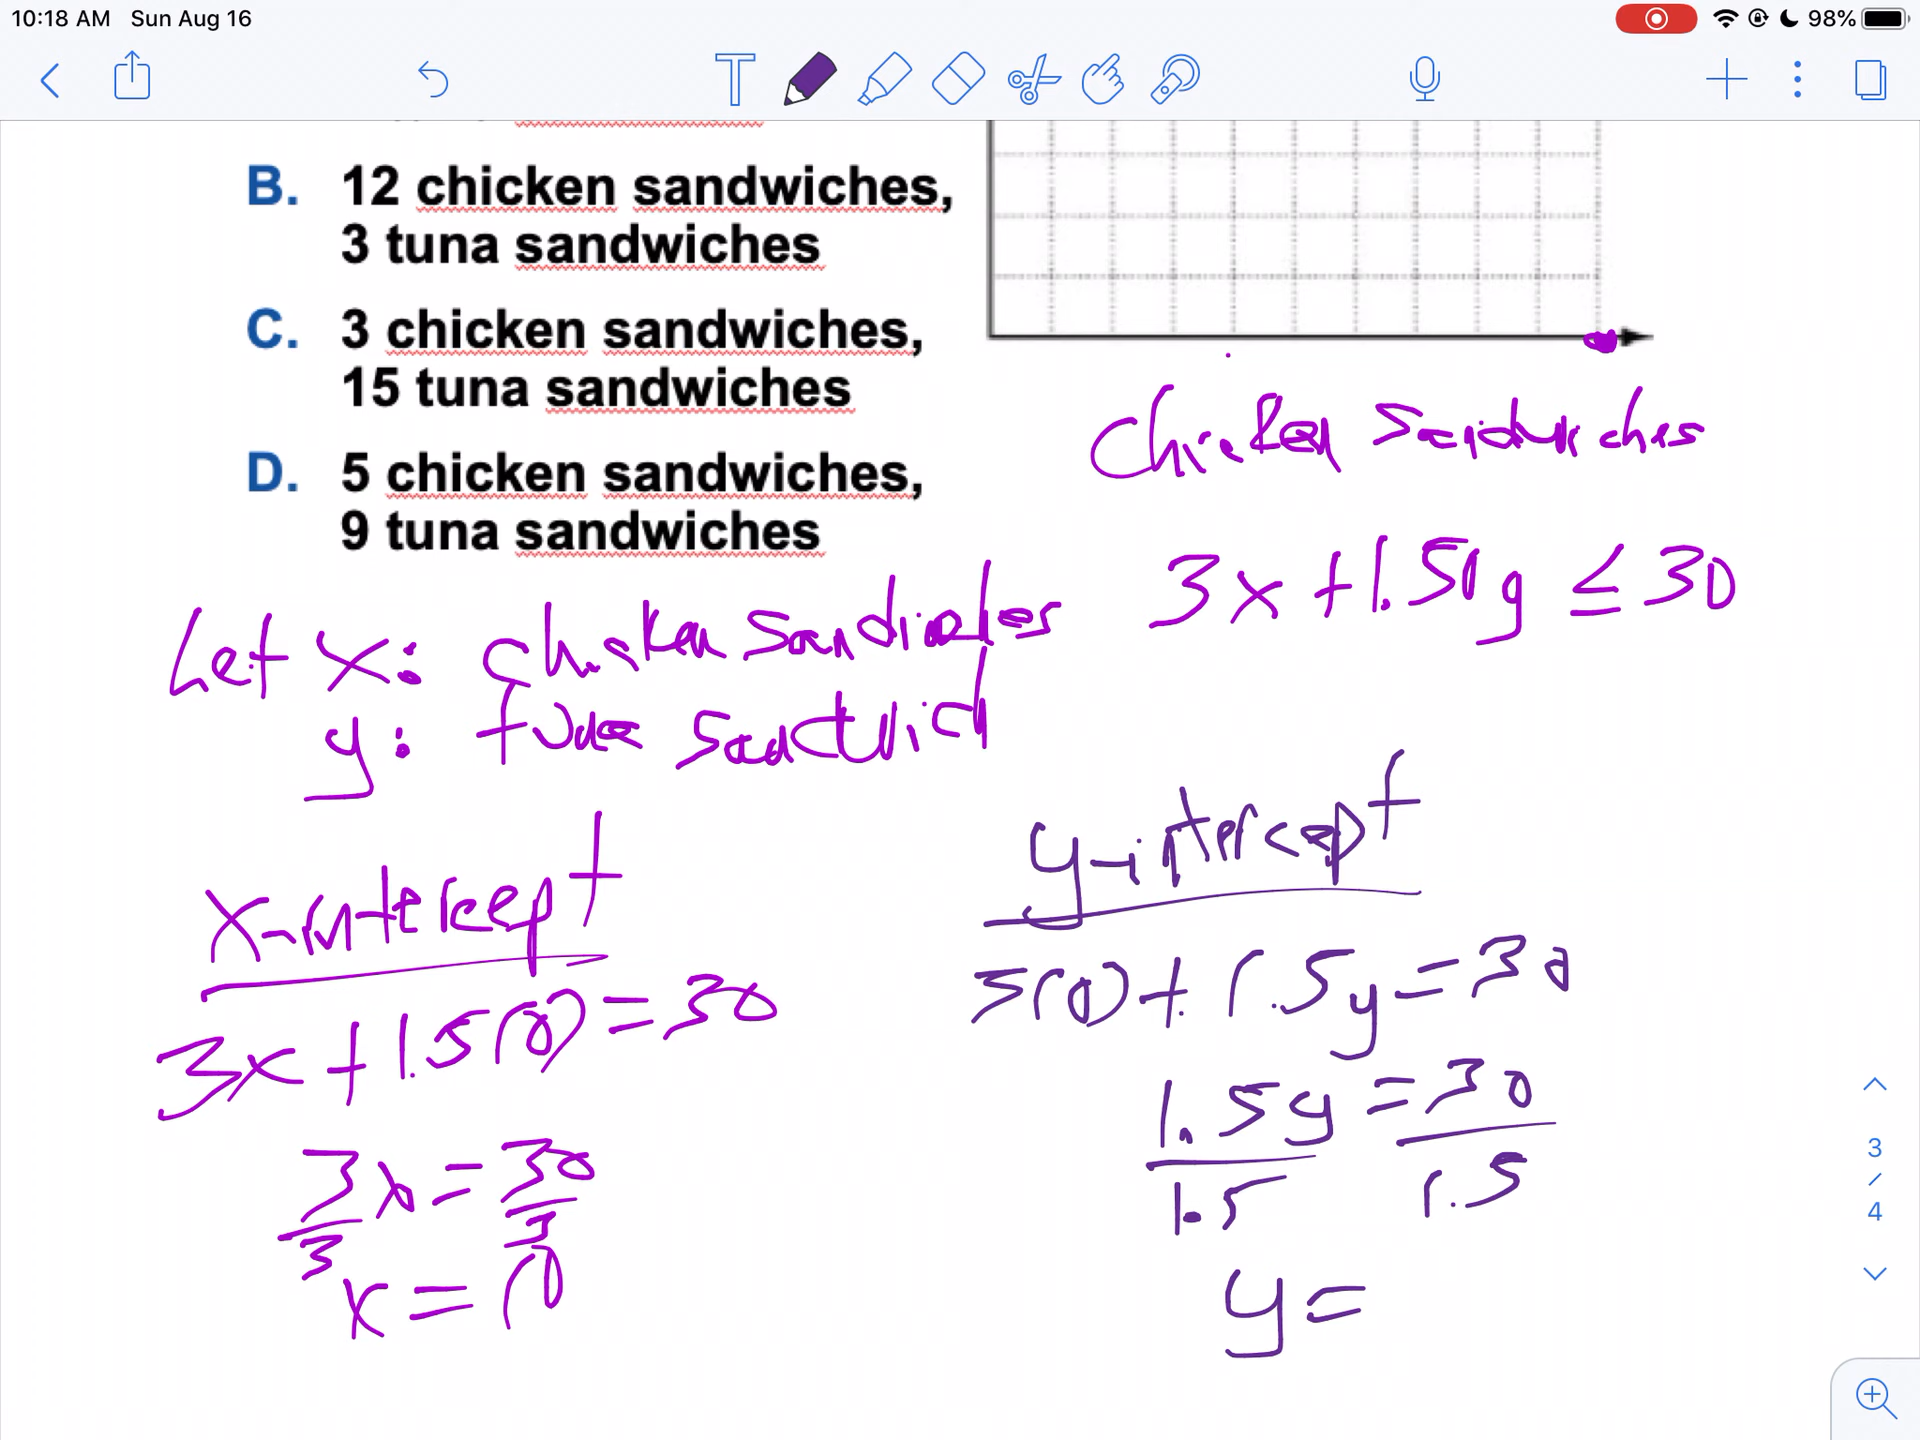 10:18 AM Sun Aug 16
98%
B. 12 chicken sandwiches,
3 tuna sandwiches
C. 3 chicken sandwiches,
15 tuna sandwiches
D. 5 chicken sandwiches,
9 tuna sandwiches
Chicken Sandwiches
3x + 1.50y ≤ 30
Let x: chicken sandiches
y: tuna sandwich
x-intercept
3x + 1.5(0) = 30
3x = 30
3 3
x = 10
y-intercept
3(0) + 1.5y = 30
1.5y = 30
1.5 1.5
y =
3
/
4